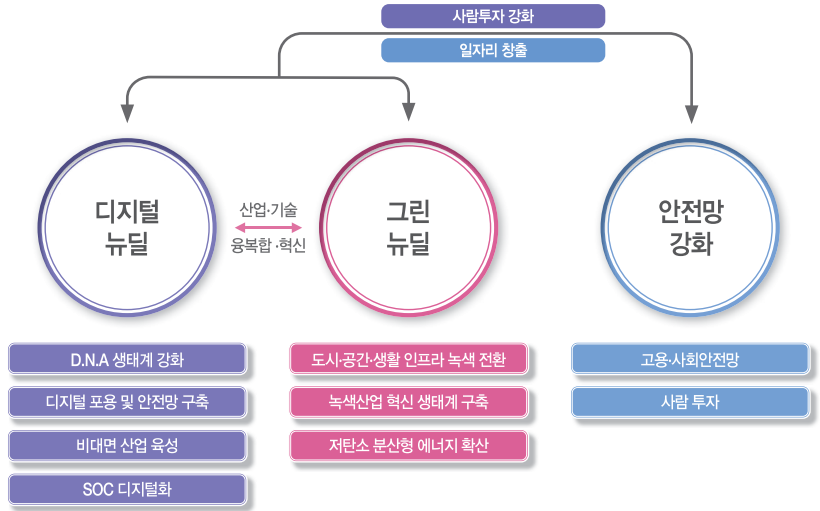 사람투자 강화
일자리 창출
디지털
뉴딜
산업·기술
융복합·혁신
그린
뉴딜
안전망
강화
D.N.A 생태계 강화
디지털 포용 및 안전망 구축
비대면 산업 육성
SOC 디지털화
도시·공간·생활 인프라 녹색 전환
녹색산업 혁신 생태계 구축
저탄소 분산형 에너지 확산
고용·사회안전망
사람 투자